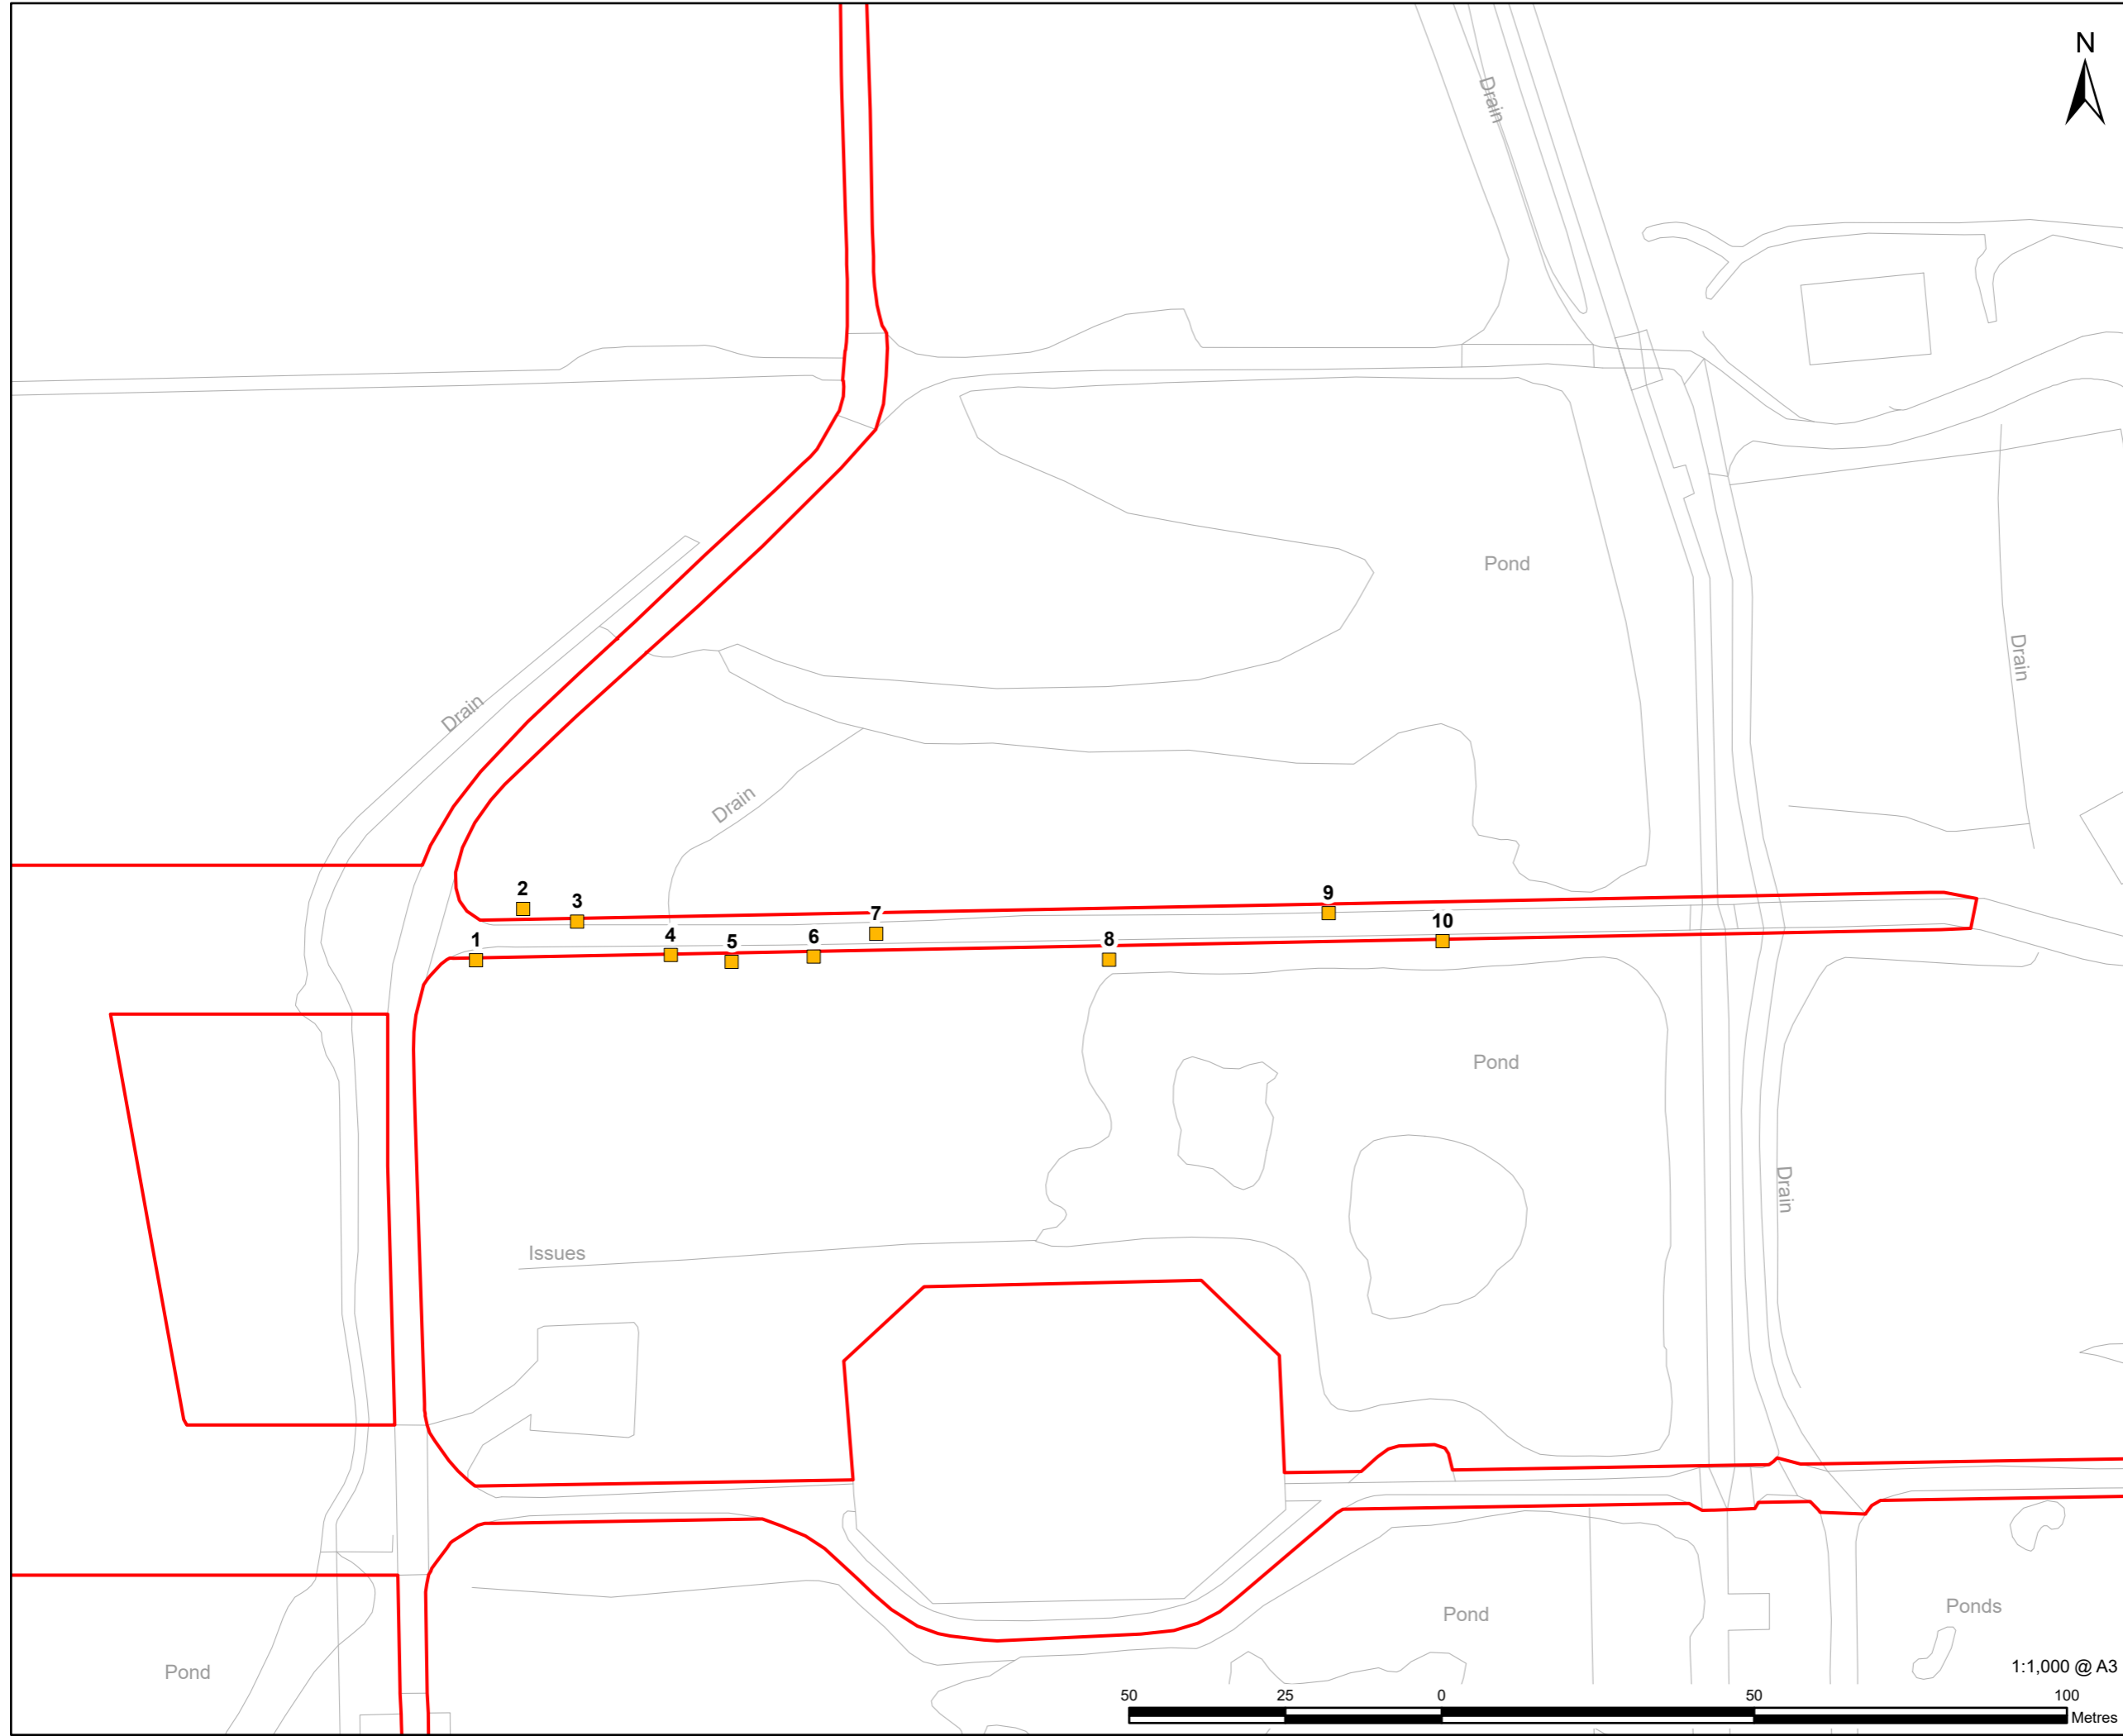 N
Drain
Pond
Drain
Drain
Drain
2
3
9
7
10
1
4
5
6
8
Pond
Drain
Issues
Pond
Ponds
Pond
1:1,000 @ A3
50 25 0 50 100
Metres